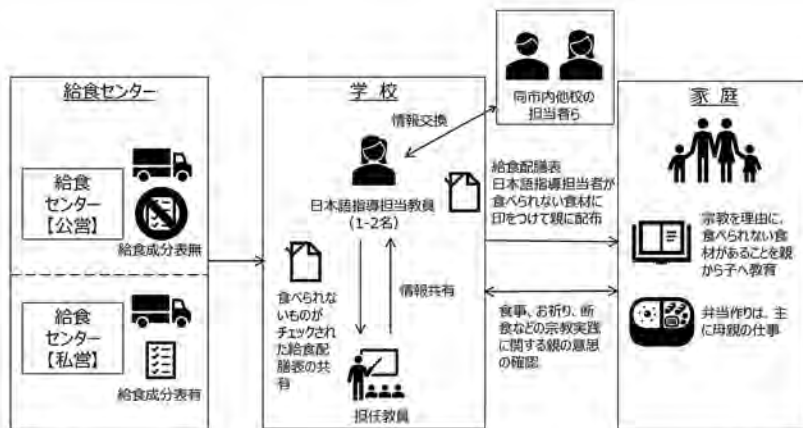 給食センター
給食
センター
【公営】
給食成分表無
給食
センター
【私営】
給食成分表有
学 校
情報交換
日本語指導担当教員
(1-2名)
食べられない
ものが
チェックされ
た給食配
膳表の共
有
情報共有
担任教員
同市内他校の
担当者ら
給食配膳表
日本語指導担当者が
食べられない食材に
印をつけて親に配布
食事、お祈り、断
食などの宗教実践
に関する親の意思
の確認
家 庭
宗教を理由に、
食べられない食
材があることを親
から子へ教育
弁当作りは、主
に母親の仕事